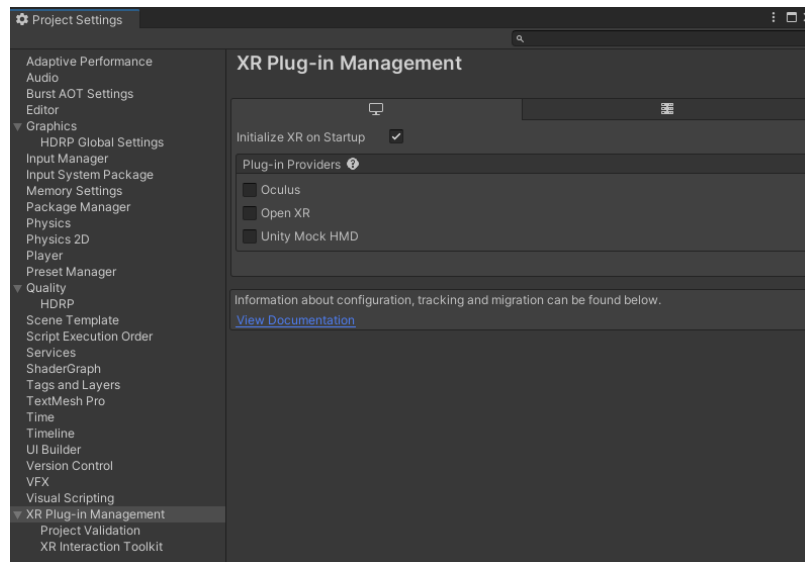 Project Settings
Adaptive Performance
Audio
Burst AOT Settings
Editor
Graphics
HDRP Global Settings
Input Manager
Input System Package
Memory Settings
Package Manager
Physics
Physics 2D
Player
Preset Manager
Quality
HDRP
Scene Template
Script Execution Order
Services
ShaderGraph
Tags and Layers
TextMesh Pro
Time
Timeline
UI Builder
Version Control
VFX
Visual Scripting
XR Plug-in Management
Project Validation
XR Interaction Toolkit
XR Plug-in Management
Initialize XR on Startup
Plug-in Providers
Oculus
Open XR
Unity Mock HMD
Information about configuration, tracking and migration can be found below.
View Documentation